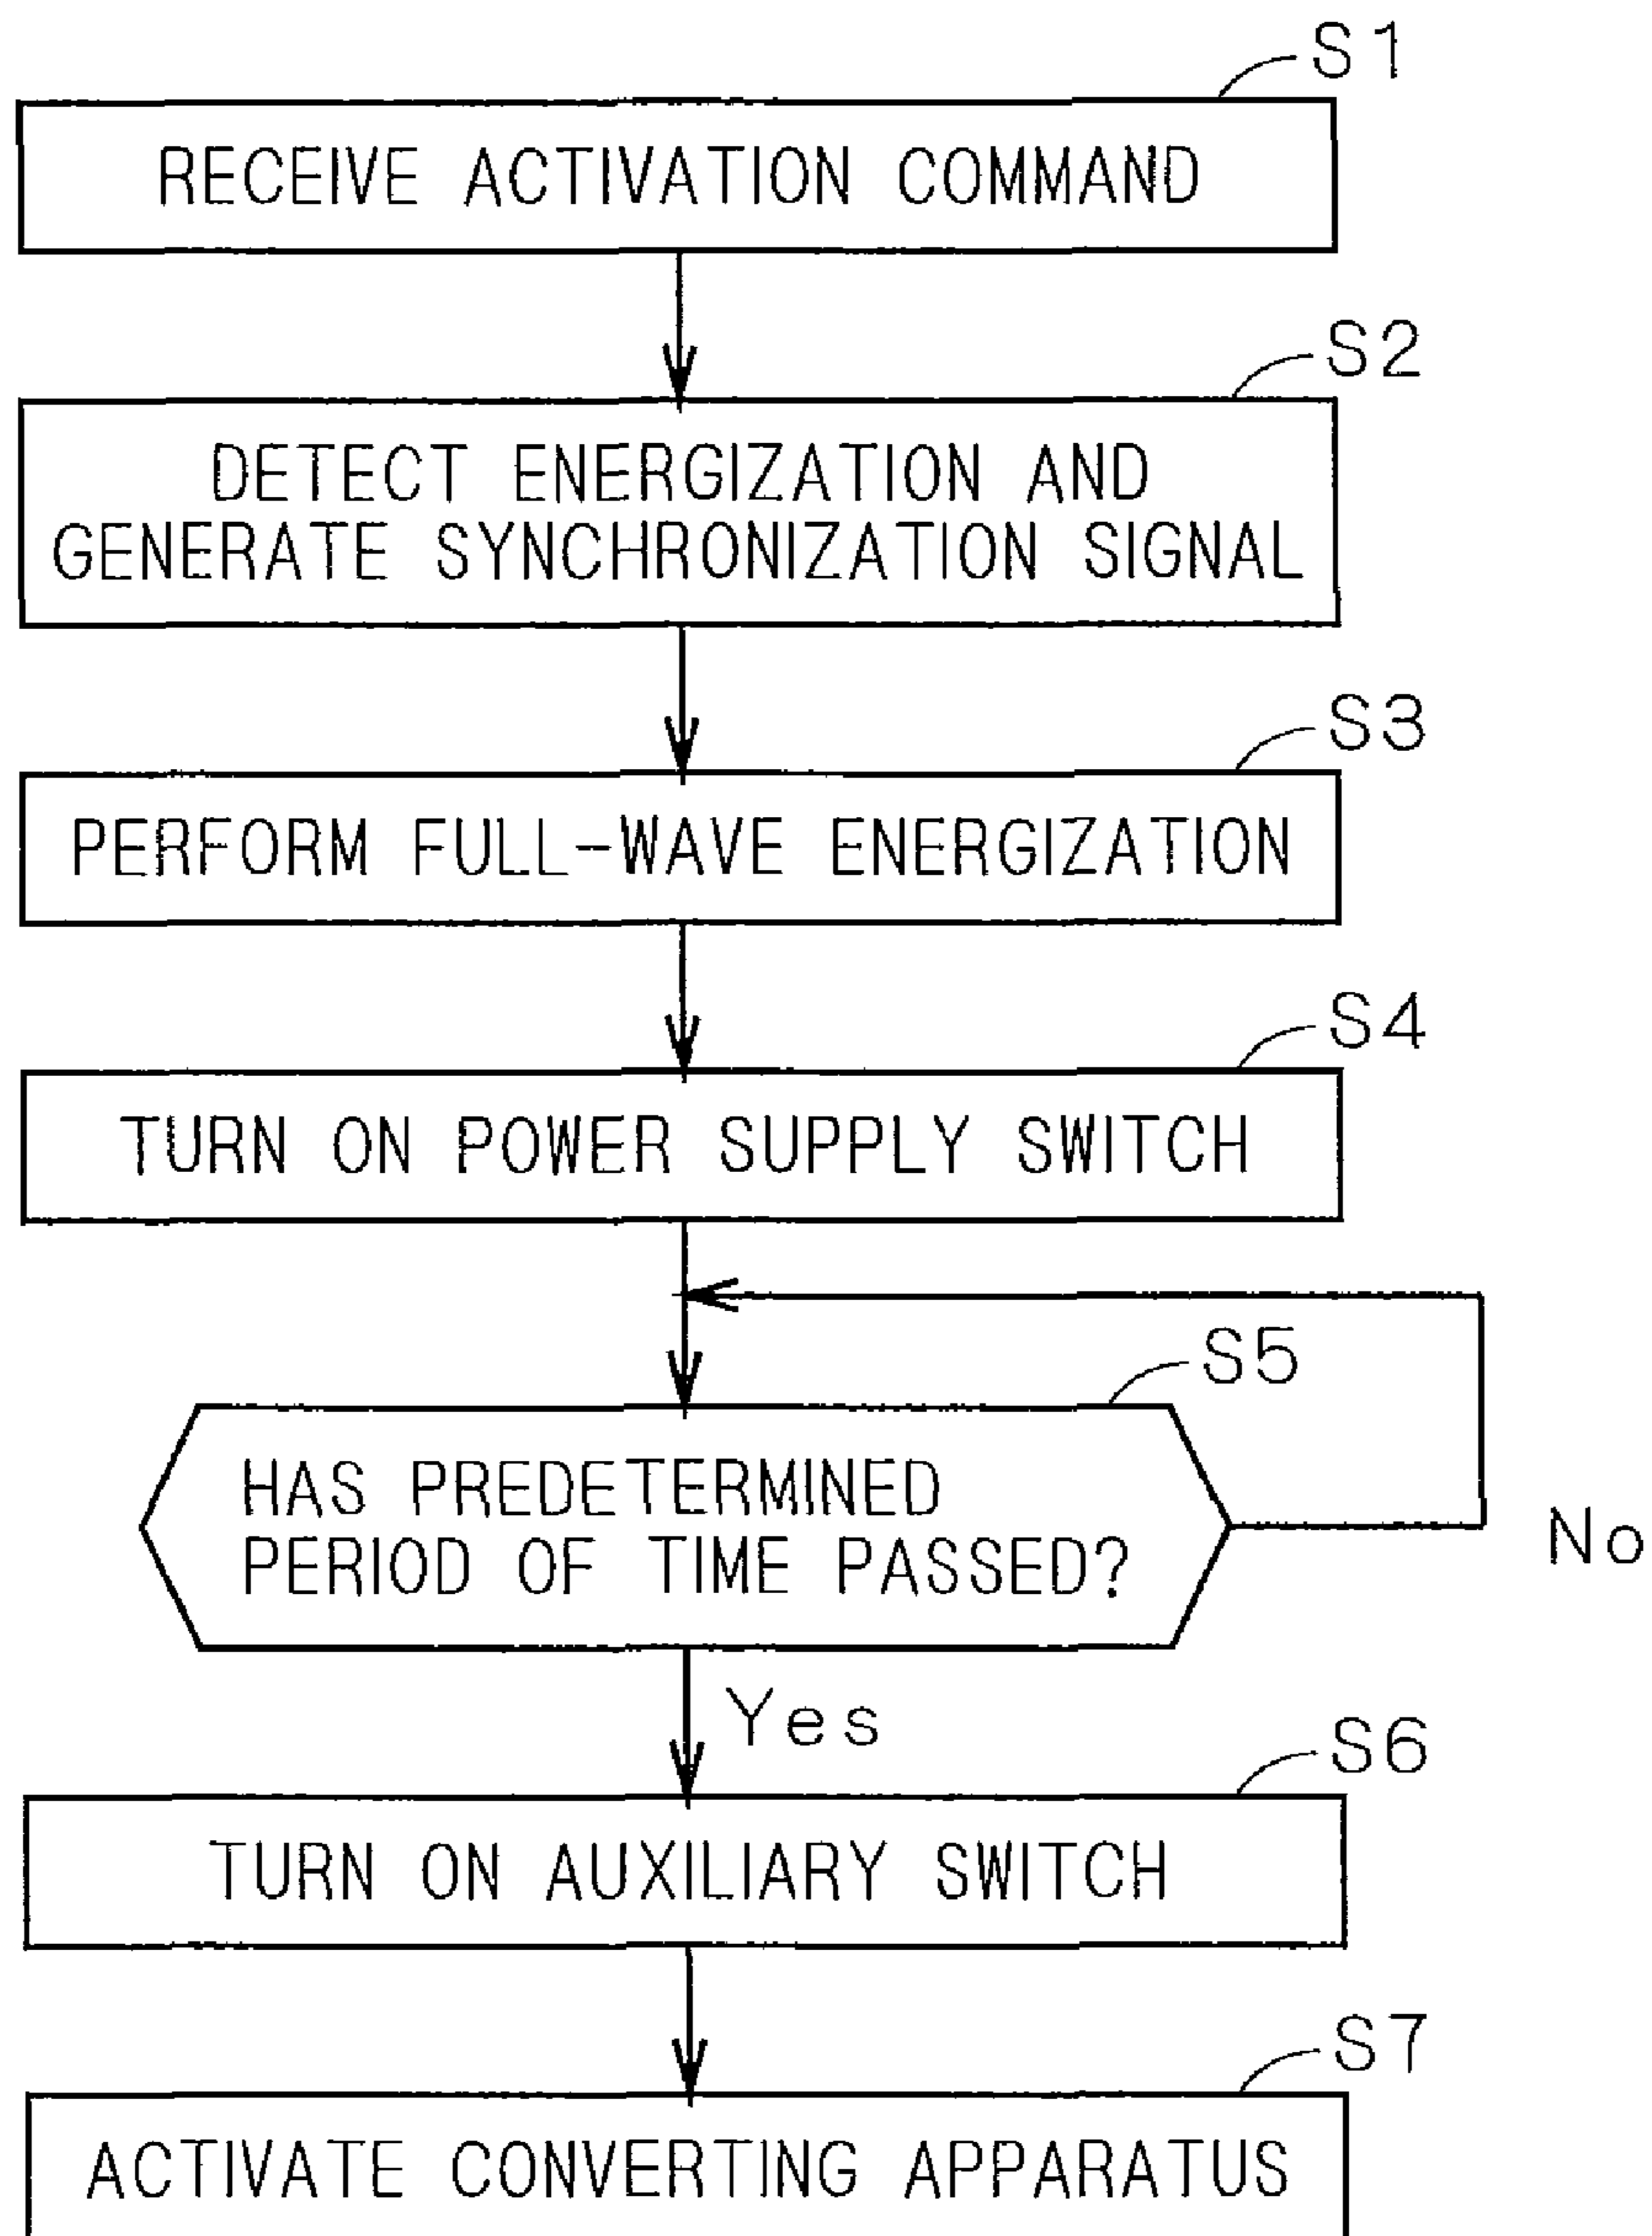 S1
RECEIVE ACTIVATION COMMAND
S2
DETECT ENERGIZATION AND
GENERATE SYNCHRONIZATION SIGNAL
S3
PERFORM FULL-WAVE ENERGIZATION
S4
TURN ON POWER SUPPLY SWITCH
S5
HAS PREDETERMINED
PERIOD OF TIME PASSED?
No
Yes
S6
TURN ON AUXILIARY SWITCH
S7
ACTIVATE CONVERTING APPARATUS